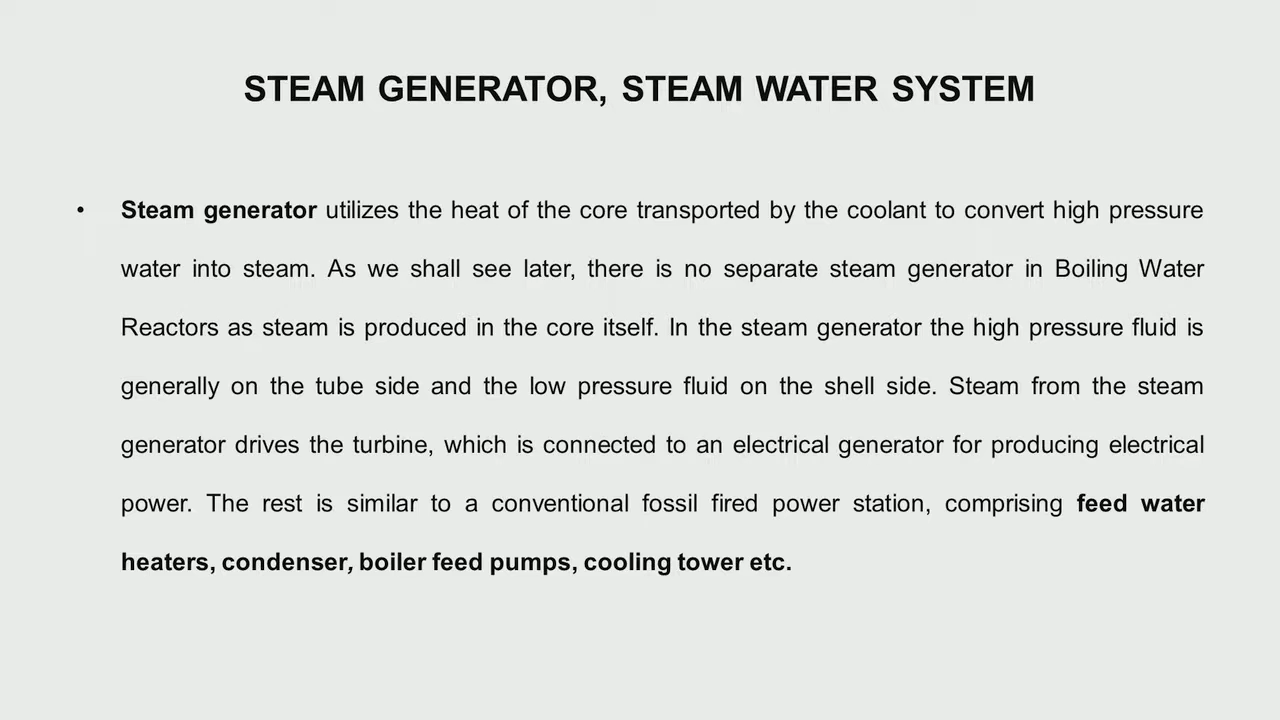 STEAM GENERATOR, STEAM WATER SYSTEM
• Steam generator utilizes the heat of the core transported by the coolant to convert high pressure
water into steam. As we shall see later, there is no separate steam generator in Boiling Water
Reactors as steam is produced in the core itself. In the steam generator the high pressure fluid is
generally on the tube side and the low pressure fluid on the shell side. Steam from the steam
generator drives the turbine, which is connected to an electrical generator for producing electrical
power. The rest is similar to a conventional fossil fired power station, comprising feed water
heaters, condenser, boiler feed pumps, cooling tower etc.